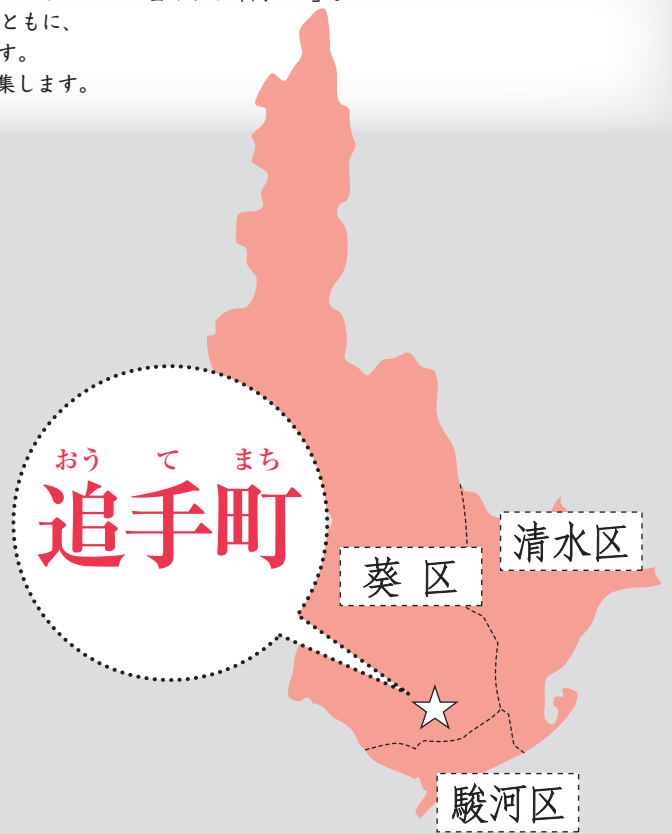 ともに、
す。
集します。
おうてまち
追手町
清水区
葵区
駿河区